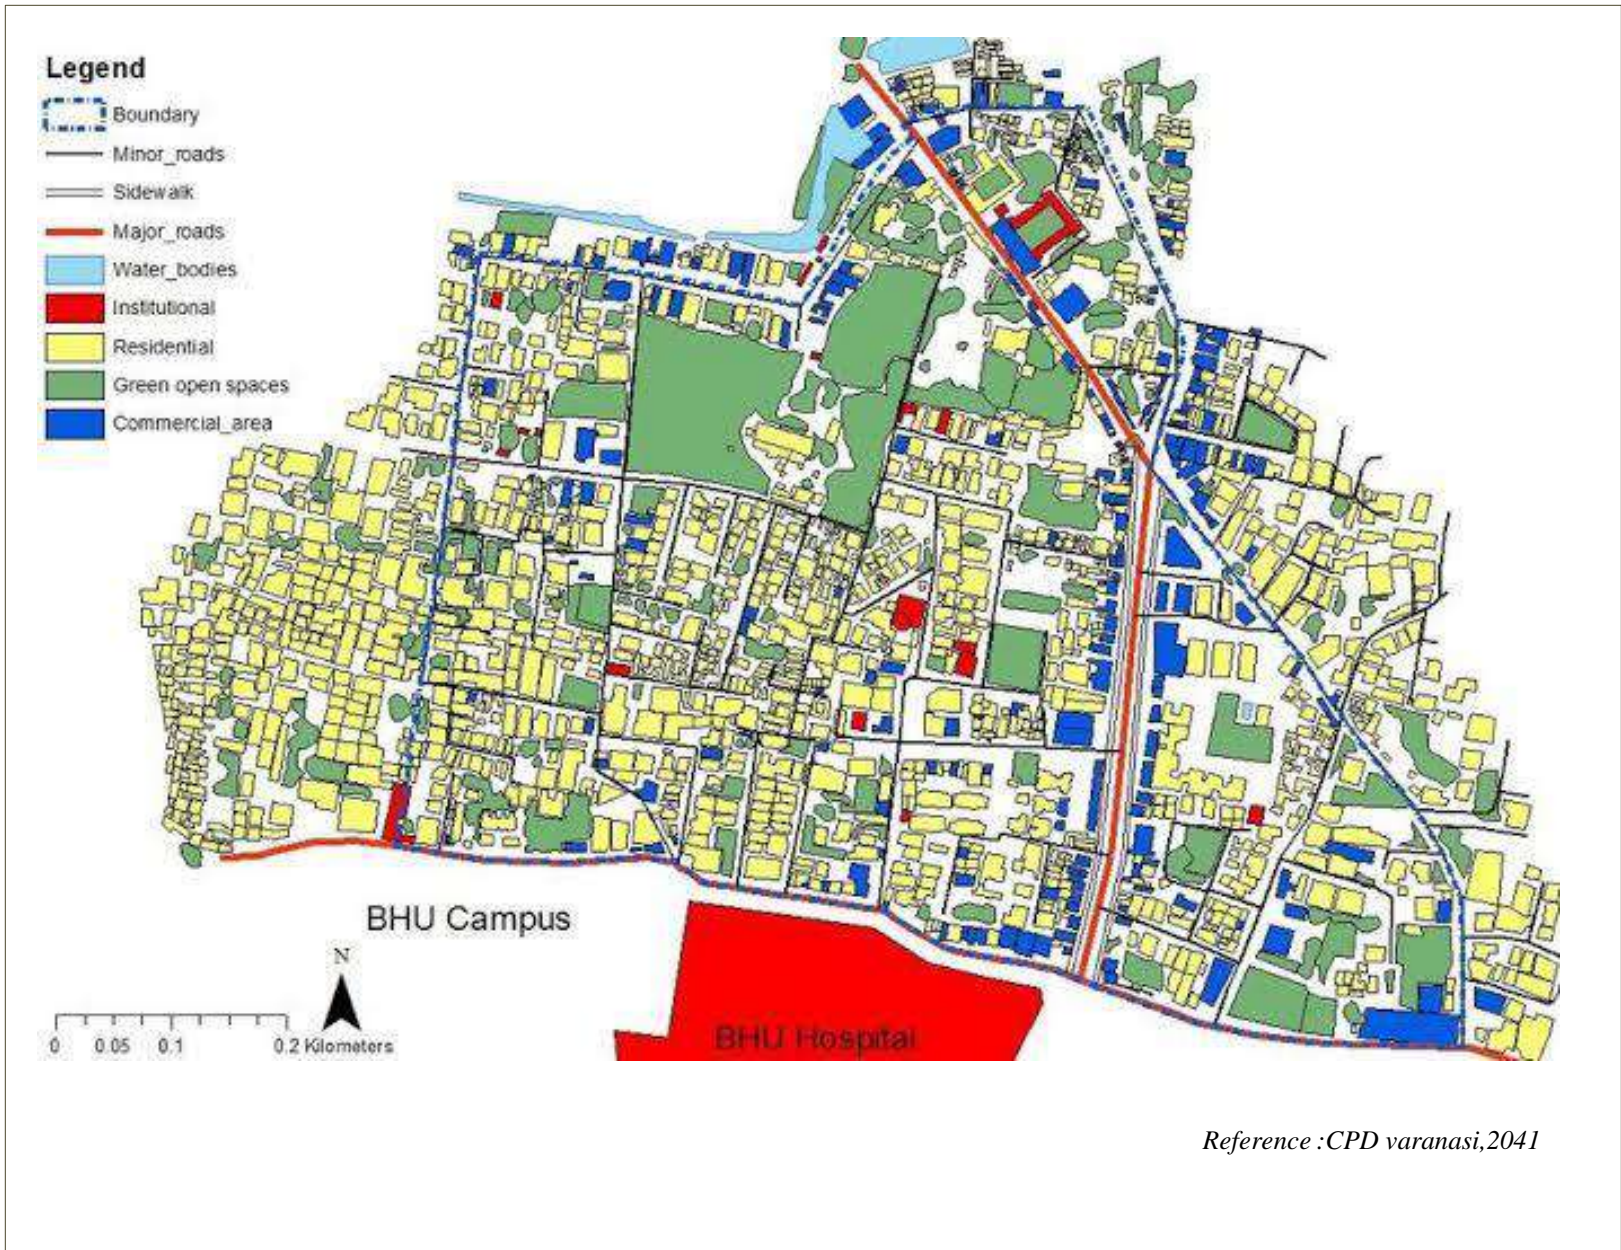 Legend
Boundary
Minor_roads
Sidewalk
Major_roads
Water_bodies
Institutional
Residential
Green open spaces
Commercial_area
BHU Campus
N
BHU Hospital
0 0.05 0.1 0.2 Kilometers
Reference :CPD varanasi,2041